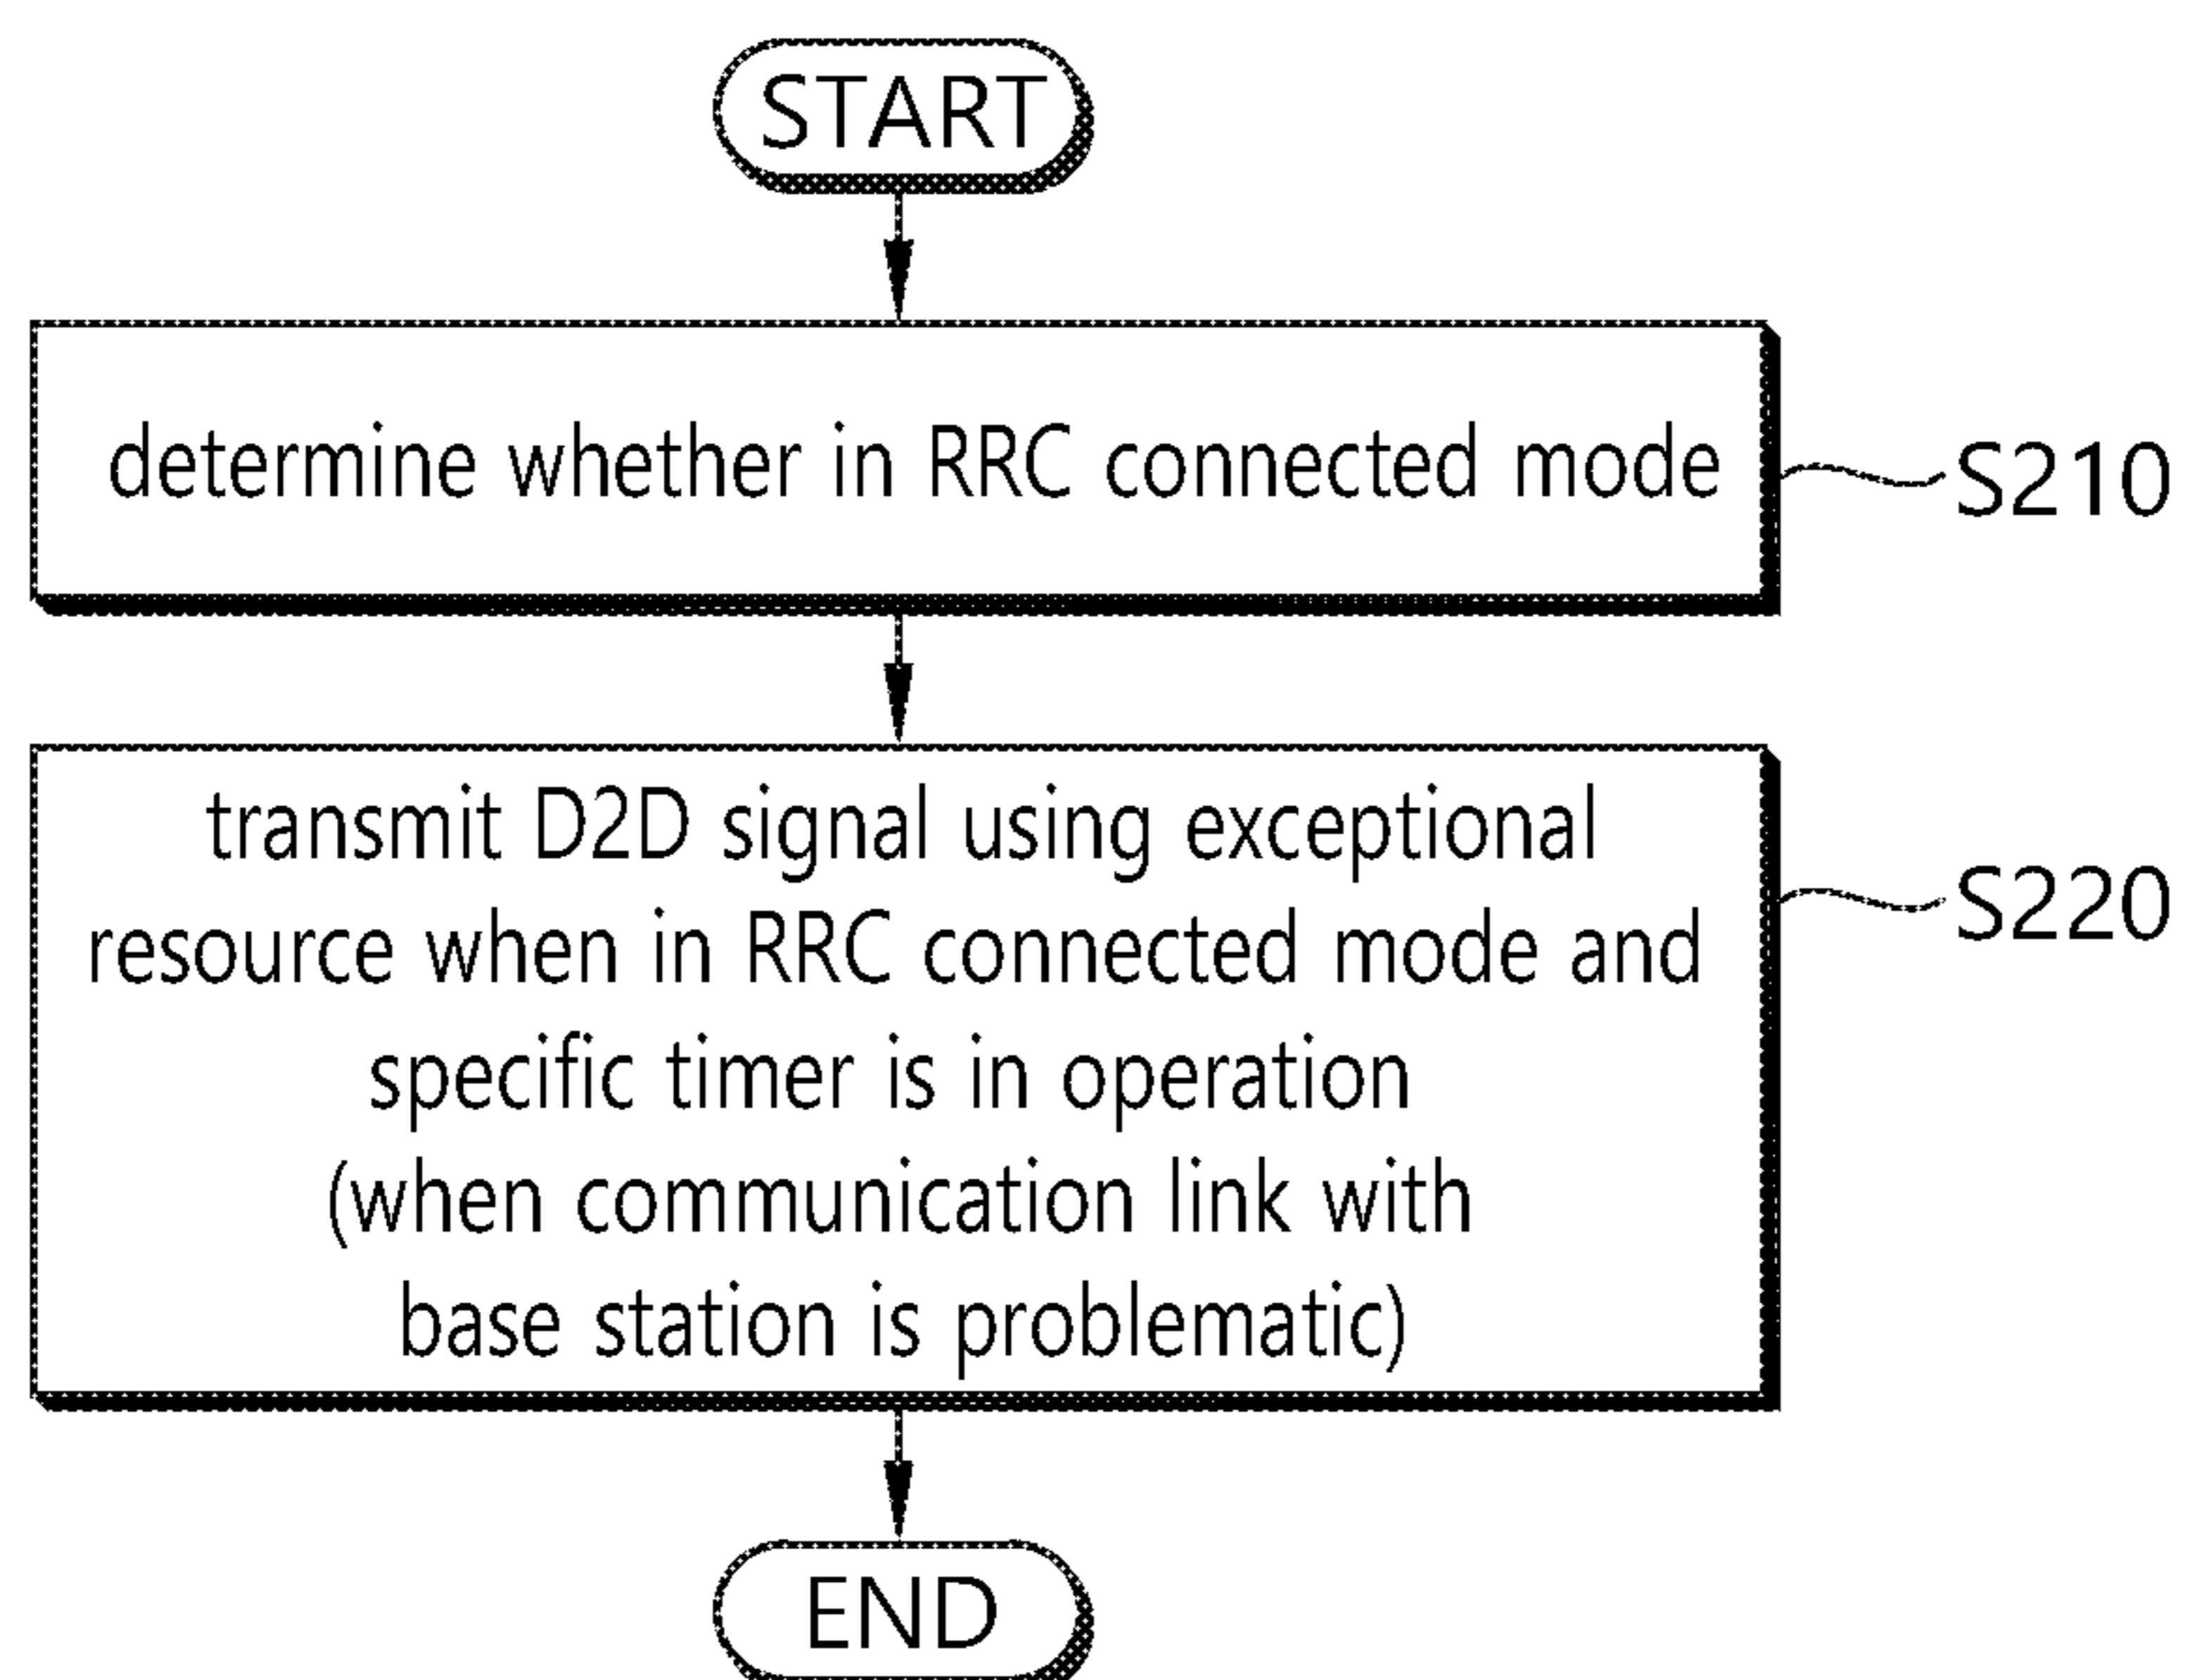 START
determine whether in RRC connected mode
S210
transmit D2D signal using exceptional
resource when in RRC connected mode and
specific timer is in operation
(when communication link with
base station is problematic)
S220
END